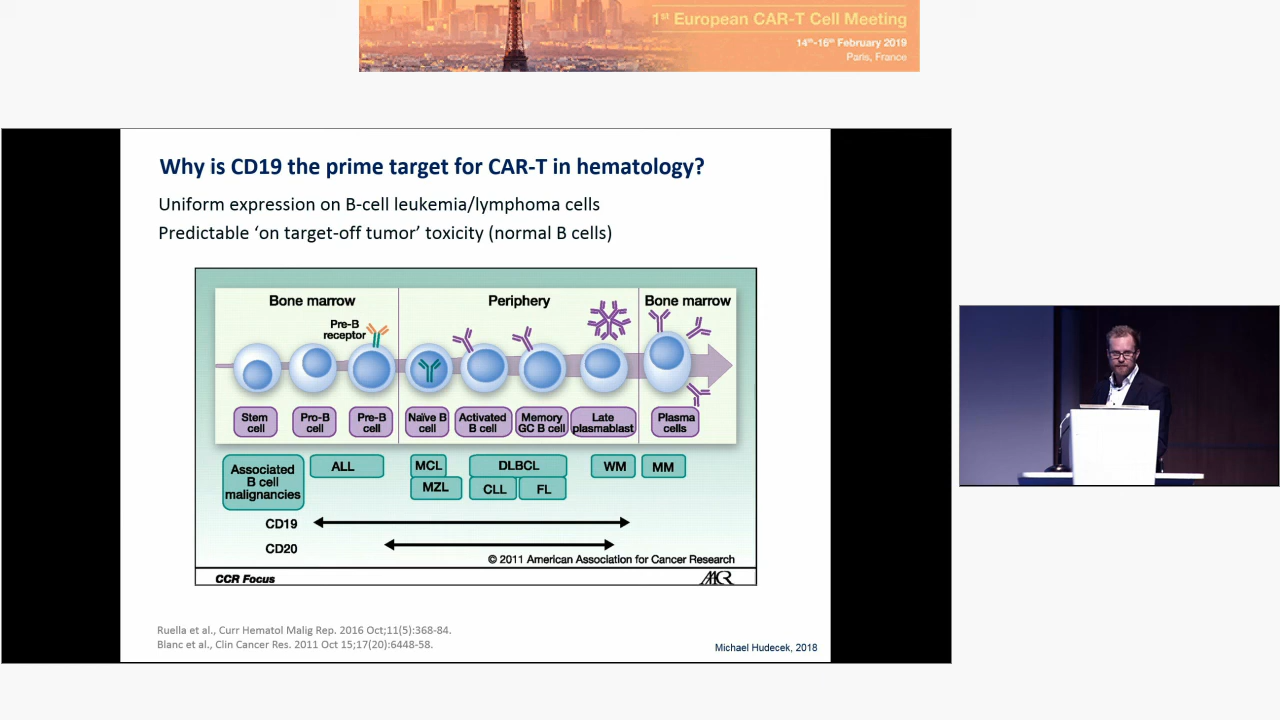 1st European CAR-T Cell Meeting
14th-16th February 2019
Paris, France
Why is CD19 the prime target for CAR-T in hematology?
Uniform expression on B-cell leukemia/lymphoma cells
Predictable ‘on target-off tumor’ toxicity (normal B cells)
Bone marrow
Periphery
Bone marrow
Pre-B
receptor
Stem
cell
Pro-B
cell
Pre-B
cell
Naïve B
cell
Activated
B cell
Memory
GC B cell
Late
plasmablast
Plasma
cells
Associated
B cell
malignancies
ALL
MCL
MZL
DLBCL
CLL
FL
WM
MM
CD19
CD20
© 2011 American Association for Cancer Research
CCR Focus
AACR
Ruella et al., Curr Hematol Malig Rep. 2016 Oct;11(5):368-84.
Blanc et al., Clin Cancer Res. 2011 Oct 15;17(20):6448-58.
Michael Hudecek, 2018